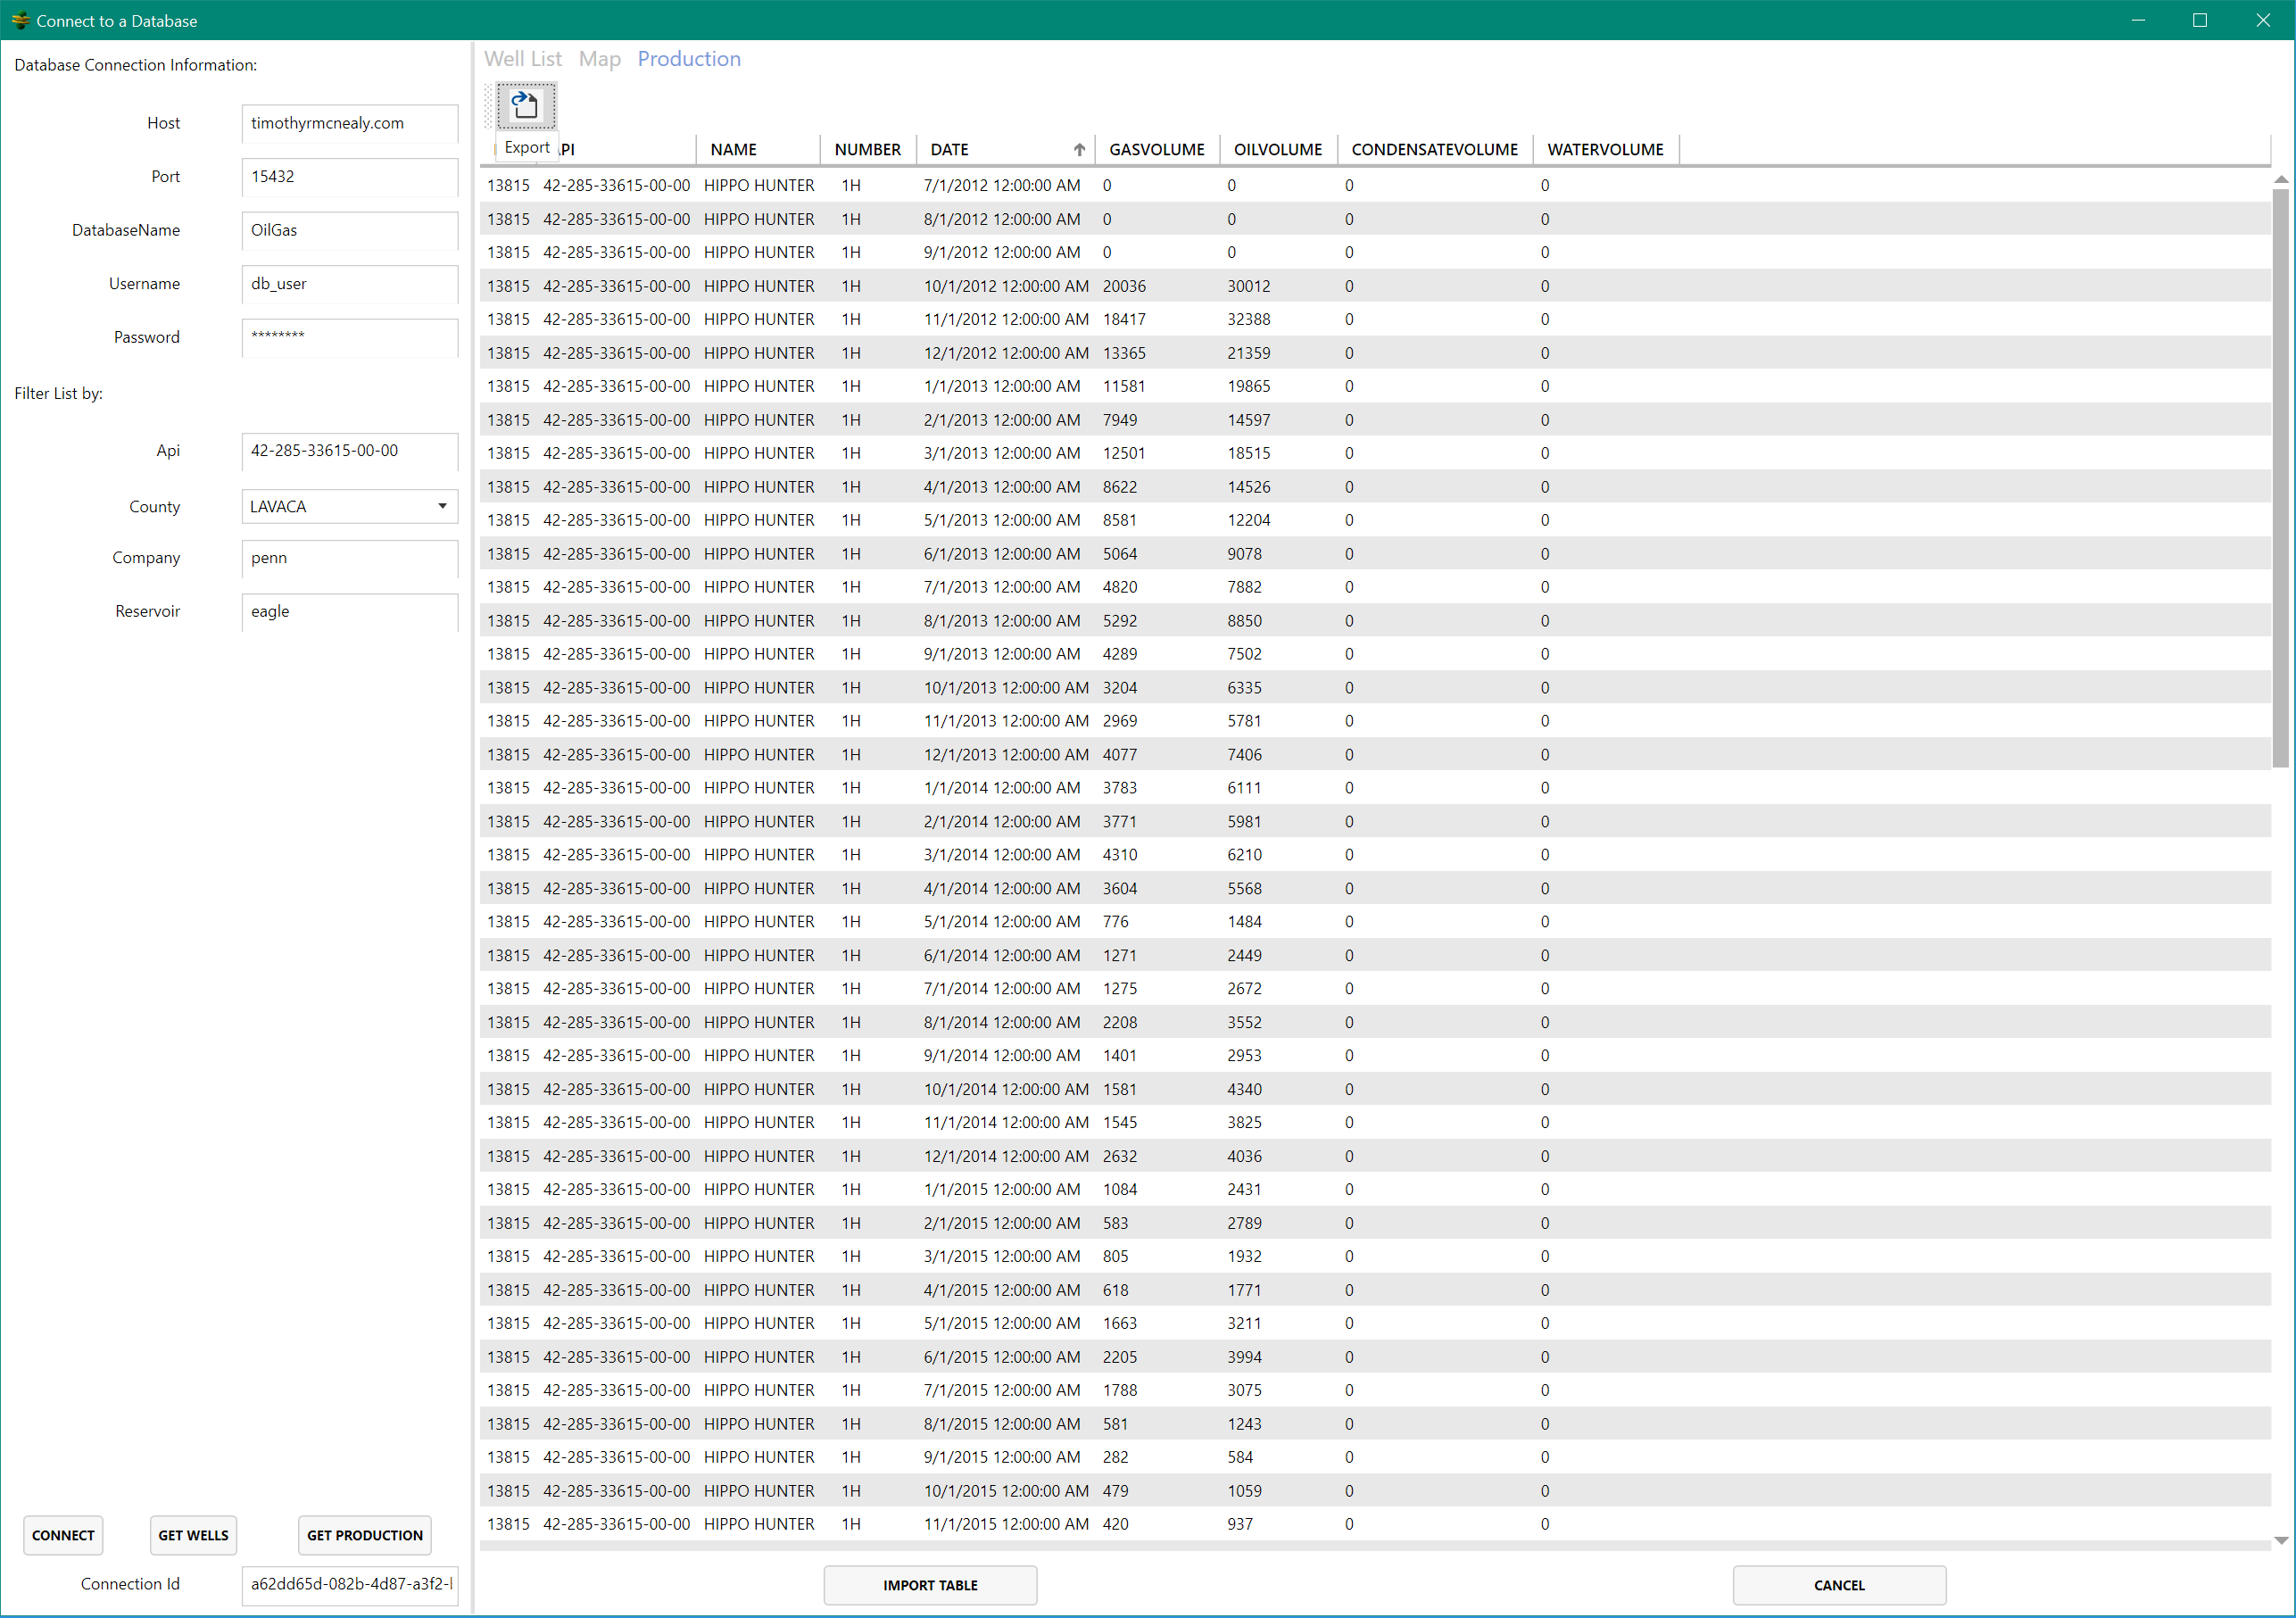 Connect to a Database
Database Connection Information:
Host timothyrmcnealy.com
Port 15432
DatabaseName OilGas
Username db_user
Password ********
Filter List by:
Api 42-285-33615-00-00
County LAVACA
Company penn
Reservoir eagle
CONNECT GET WELLS GET PRODUCTION
Connection Id a62dd65d-082b-4d87-a3f2-
Well List Map Production
Export
PI NAME NUMBER DATE GASVOLUME OILVOLUME CONDENSATEVOLUME WATERVOLUME
13815 42-285-33615-00-00 HIPPO HUNTER 1H 7/1/2012 12:00:00 AM 0 0 0 0
13815 42-285-33615-00-00 HIPPO HUNTER 1H 8/1/2012 12:00:00 AM 0 0 0 0
13815 42-285-33615-00-00 HIPPO HUNTER 1H 9/1/2012 12:00:00 AM 0 0 0 0
13815 42-285-33615-00-00 HIPPO HUNTER 1H 10/1/2012 12:00:00 AM 20036 30012 0 0
13815 42-285-33615-00-00 HIPPO HUNTER 1H 11/1/2012 12:00:00 AM 18417 32388 0 0
13815 42-285-33615-00-00 HIPPO HUNTER 1H 12/1/2012 12:00:00 AM 13365 21359 0 0
13815 42-285-33615-00-00 HIPPO HUNTER 1H 1/1/2013 12:00:00 AM 11581 19865 0 0
13815 42-285-33615-00-00 HIPPO HUNTER 1H 2/1/2013 12:00:00 AM 7949 14597 0 0
13815 42-285-33615-00-00 HIPPO HUNTER 1H 3/1/2013 12:00:00 AM 12501 18515 0 0
13815 42-285-33615-00-00 HIPPO HUNTER 1H 4/1/2013 12:00:00 AM 8622 14526 0 0
13815 42-285-33615-00-00 HIPPO HUNTER 1H 5/1/2013 12:00:00 AM 8581 12204 0 0
13815 42-285-33615-00-00 HIPPO HUNTER 1H 6/1/2013 12:00:00 AM 5064 9078 0 0
13815 42-285-33615-00-00 HIPPO HUNTER 1H 7/1/2013 12:00:00 AM 4820 7882 0 0
13815 42-285-33615-00-00 HIPPO HUNTER 1H 8/1/2013 12:00:00 AM 5292 8850 0 0
13815 42-285-33615-00-00 HIPPO HUNTER 1H 9/1/2013 12:00:00 AM 4289 7502 0 0
13815 42-285-33615-00-00 HIPPO HUNTER 1H 10/1/2013 12:00:00 AM 3204 6335 0 0
13815 42-285-33615-00-00 HIPPO HUNTER 1H 11/1/2013 12:00:00 AM 2969 5781 0 0
13815 42-285-33615-00-00 HIPPO HUNTER 1H 12/1/2013 12:00:00 AM 4077 7406 0 0
13815 42-285-33615-00-00 HIPPO HUNTER 1H 1/1/2014 12:00:00 AM 3783 6111 0 0
13815 42-285-33615-00-00 HIPPO HUNTER 1H 2/1/2014 12:00:00 AM 3771 5981 0 0
13815 42-285-33615-00-00 HIPPO HUNTER 1H 3/1/2014 12:00:00 AM 4310 6210 0 0
13815 42-285-33615-00-00 HIPPO HUNTER 1H 4/1/2014 12:00:00 AM 3604 5568 0 0
13815 42-285-33615-00-00 HIPPO HUNTER 1H 5/1/2014 12:00:00 AM 776 1484 0 0
13815 42-285-33615-00-00 HIPPO HUNTER 1H 6/1/2014 12:00:00 AM 1271 2449 0 0
13815 42-285-33615-00-00 HIPPO HUNTER 1H 7/1/2014 12:00:00 AM 1275 2672 0 0
13815 42-285-33615-00-00 HIPPO HUNTER 1H 8/1/2014 12:00:00 AM 2208 3552 0 0
13815 42-285-33615-00-00 HIPPO HUNTER 1H 9/1/2014 12:00:00 AM 1401 2953 0 0
13815 42-285-33615-00-00 HIPPO HUNTER 1H 10/1/2014 12:00:00 AM 1581 4340 0 0
13815 42-285-33615-00-00 HIPPO HUNTER 1H 11/1/2014 12:00:00 AM 1545 3825 0 0
13815 42-285-33615-00-00 HIPPO HUNTER 1H 12/1/2014 12:00:00 AM 2632 4036 0 0
13815 42-285-33615-00-00 HIPPO HUNTER 1H 1/1/2015 12:00:00 AM 1084 2431 0 0
13815 42-285-33615-00-00 HIPPO HUNTER 1H 2/1/2015 12:00:00 AM 583 2789 0 0
13815 42-285-33615-00-00 HIPPO HUNTER 1H 3/1/2015 12:00:00 AM 805 1932 0 0
13815 42-285-33615-00-00 HIPPO HUNTER 1H 4/1/2015 12:00:00 AM 618 1771 0 0
13815 42-285-33615-00-00 HIPPO HUNTER 1H 5/1/2015 12:00:00 AM 1663 3211 0 0
13815 42-285-33615-00-00 HIPPO HUNTER 1H 6/1/2015 12:00:00 AM 2205 3994 0 0
13815 42-285-33615-00-00 HIPPO HUNTER 1H 7/1/2015 12:00:00 AM 1788 3075 0 0
13815 42-285-33615-00-00 HIPPO HUNTER 1H 8/1/2015 12:00:00 AM 581 1243 0 0
13815 42-285-33615-00-00 HIPPO HUNTER 1H 9/1/2015 12:00:00 AM 282 584 0 0
13815 42-285-33615-00-00 HIPPO HUNTER 1H 10/1/2015 12:00:00 AM 479 1059 0 0
13815 42-285-33615-00-00 HIPPO HUNTER 1H 11/1/2015 12:00:00 AM 420 937 0 0
IMPORT TABLE CANCEL